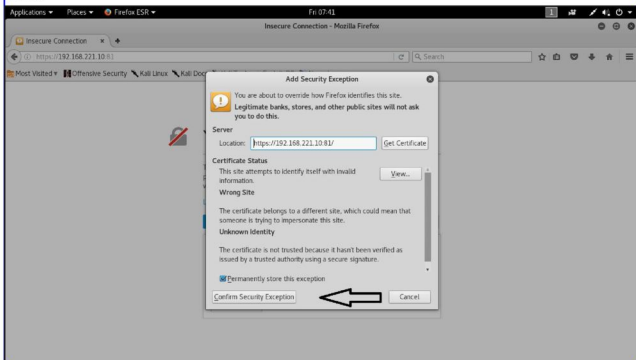 Applications ▾ Places ▾ Firefox ESR ▾ Fri 07:41 1
Insecure Connection - Mozilla Firefox
Insecure Connection × +
https://192.168.221.10:81 Search
Most Visited ▾ Offensive Security Kali Linux Kali Doc
Add Security Exception
You are about to override how Firefox identifies this site.
Legitimate banks, stores, and other public sites will not ask
you to do this.
Server
Location: https://192.168.221.10:81/ Get Certificate
Certificate Status
This site attempts to identify itself with invalid
information.
View...
Wrong Site
The certificate belongs to a different site, which could mean that
someone is trying to impersonate this site.
Unknown Identity
The certificate is not trusted because it hasn't been verified as
issued by a trusted authority using a secure signature.
Permanently store this exception
Confirm Security Exception Cancel